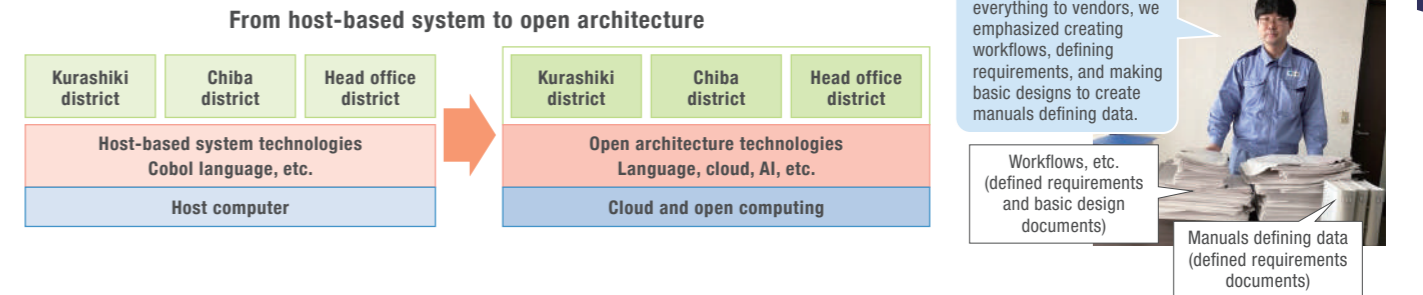 From host-based system to open architecture
Kurashiki
district
Chiba
district
Head office
district
Host-based system technologies
Cobol language, etc.
Host computer
Kurashiki
district
Chiba
district
Head office
district
Open architecture technologies
Language, cloud, AI, etc.
Cloud and open computing
everything to vendors, we
emphasized creating
workflows, defining
requirements, and making
basic designs to create
manuals defining data.
Workflows, etc.
(defined requirements
and basic design
documents)
Manuals defining data
(defined requirements
documents)